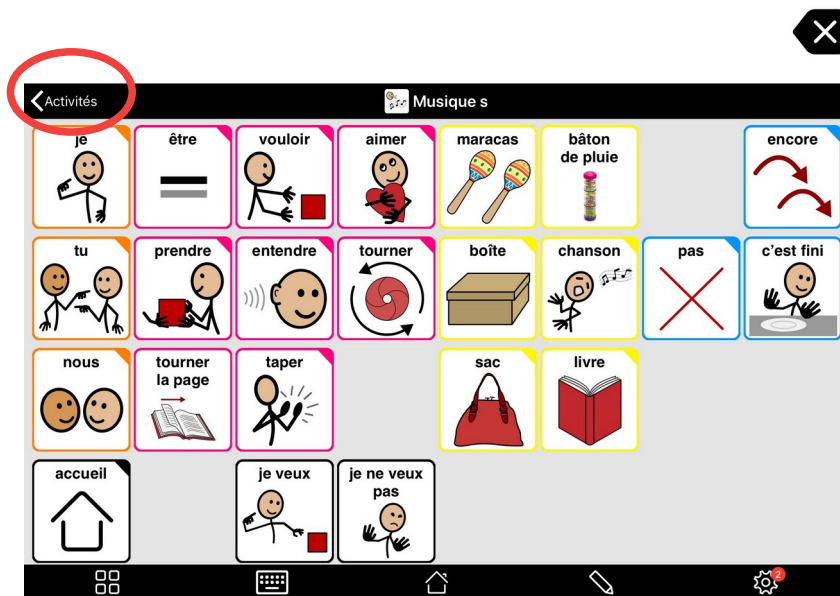 Activités
Musique s
je
être
vouloir
aimer
maracas
bâton
de pluie
encore
tu
prendre
entendre
tourner
boîte
chanson
pas
c'est fini
nous
tourner
la page
taper
sac
livre
accueil
je veux
je ne veux
pas
2